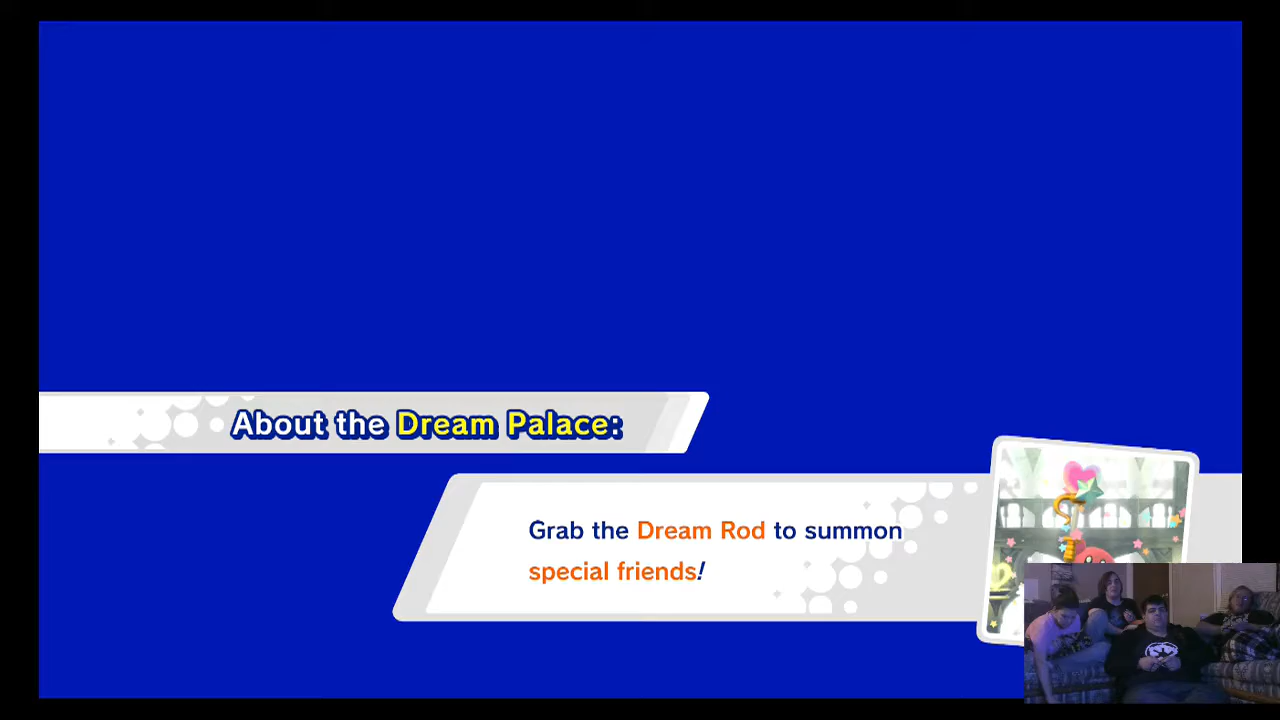 About the Dream Palace:
Grab the Dream Rod to summon
special friends!